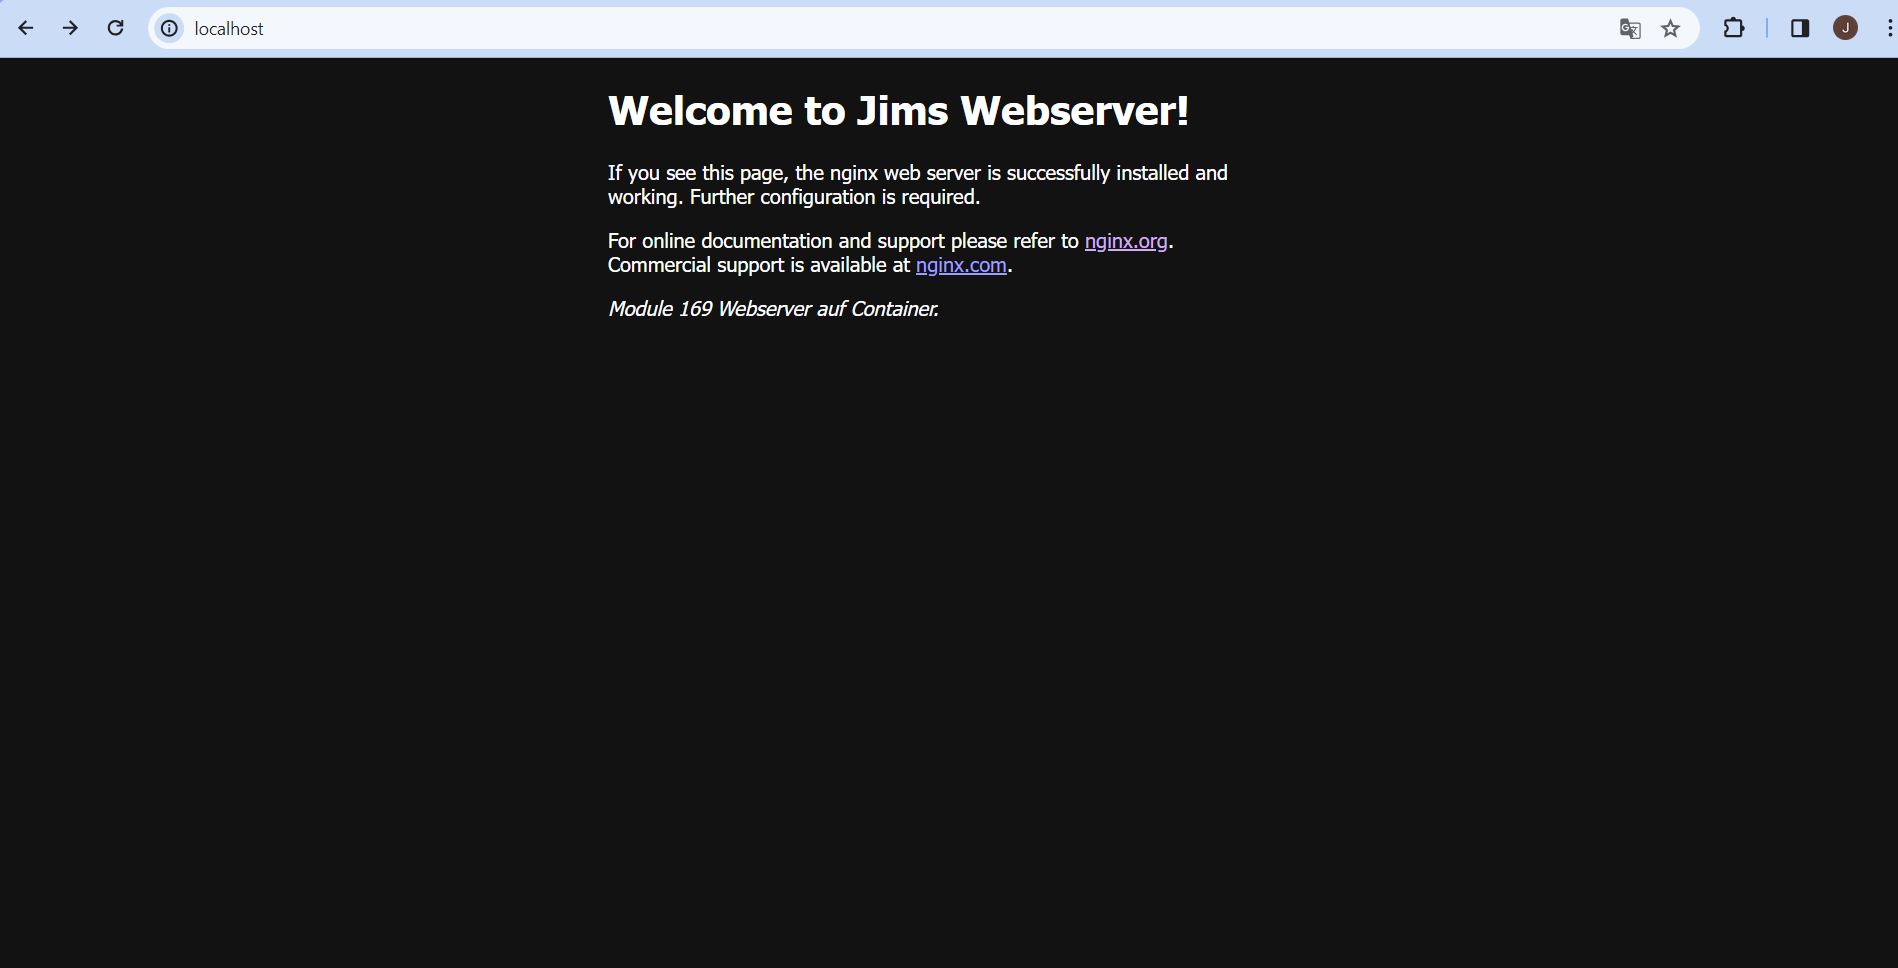 localhost
J
Welcome to Jims Webserver!
If you see this page, the nginx web server is successfully installed and
working. Further configuration is required.
For online documentation and support please refer to nginx.org.
Commercial support is available at nginx.com.
Module 169 Webserver auf Container.